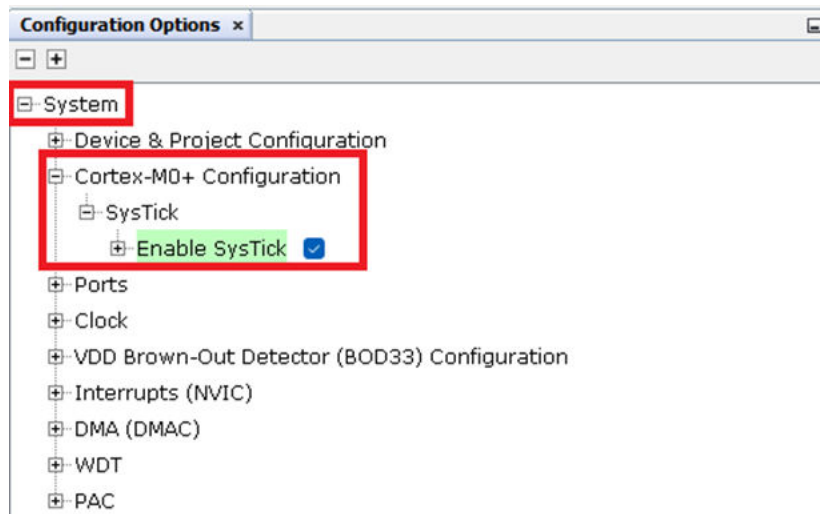 Configuration Options ×
System
Device & Project Configuration
Cortex-M0+ Configuration
SysTick
Enable SysTick
Ports
Clock
VDD Brown-Out Detector (BOD33) Configuration
Interrupts (NVIC)
DMA (DMAC)
WDT
PAC